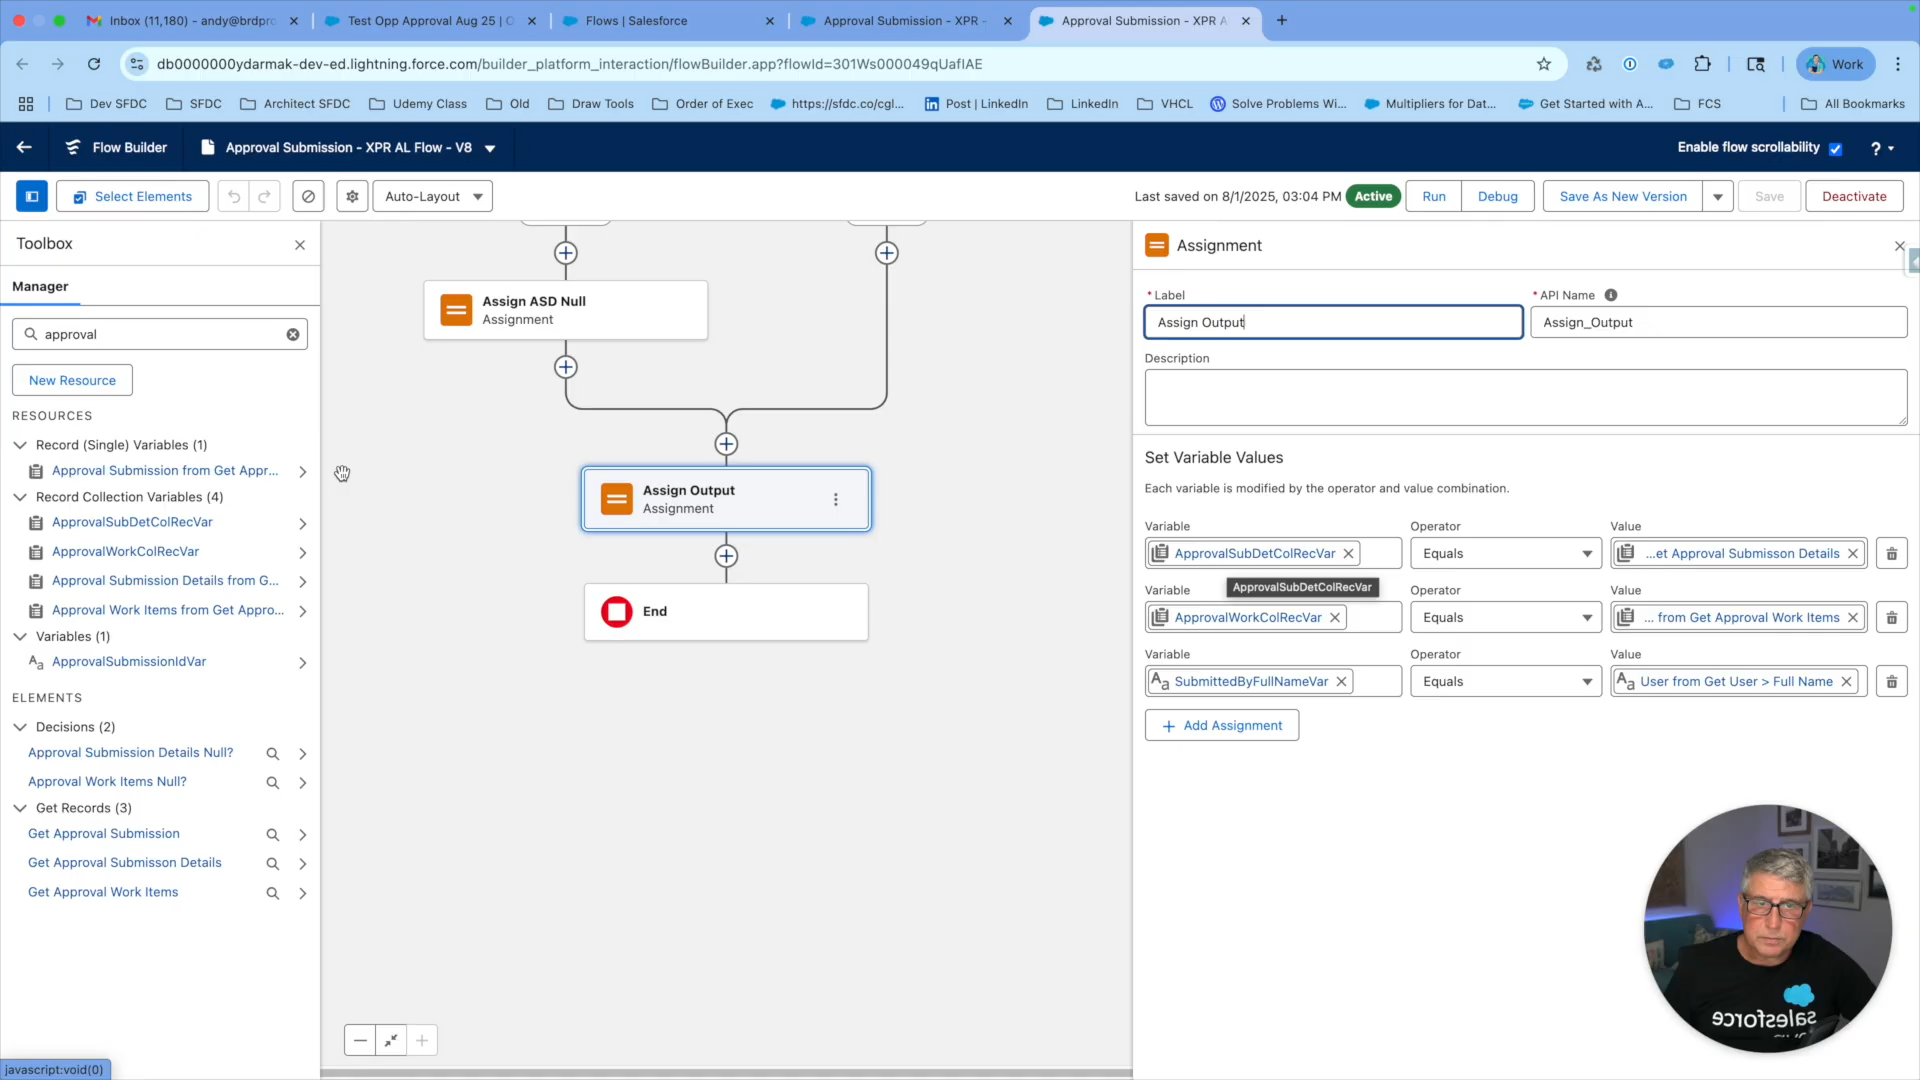 Inbox (11,180) - andy@brdpro
Test Opp Approval Aug 25 | O
Flows | Salesforce
Approval Submission - XPR -
Approval Submission - XPR A
db0000000ydarmak-dev-ed.lightning.force.com/builder_platform_interaction/flowBuilder.app?flowId=301Ws000049qUafIAE
Work
Dev SFDC
SFDC
Architect SFDC
Udemy Class
Old
Draw Tools
Order of Exec
https://sfdc.co/cgl...
Post | LinkedIn
LinkedIn
VHCL
Solve Problems Wi...
Multipliers for Dat...
Get Started with A...
FCS
All Bookmarks
Flow Builder
Approval Submission - XPR AL Flow - V8
Enable flow scrollability
?
Select Elements
Auto-Layout
Last saved on 8/1/2025, 03:04 PM
Active
Run
Debug
Save As New Version
Save
Deactivate
Toolbox
Manager
approval
New Resource
RESOURCES
Record (Single) Variables (1)
Approval Submission from Get Appr...
Record Collection Variables (4)
ApprovalSubDetColRecVar
ApprovalWorkColRecVar
Approval Submission Details from G...
Approval Work Items from Get Appro...
Variables (1)
Aa ApprovalSubmissionIdVar
ELEMENTS
Decisions (2)
Approval Submission Details Null?
Approval Work Items Null?
Get Records (3)
Get Approval Submission
Get Approval Submisson Details
Get Approval Work Items
javascript:void(0)
Assign ASD Null
Assignment
Assign Output
Assignment
End
Assignment
* Label
* API Name
Assign Output
Assign_Output
Description
Set Variable Values
Each variable is modified by the operator and value combination.
Variable
Operator
Value
ApprovalSubDetColRecVar
Equals
...et Approval Submisson Details
ApprovalSubDetColRecVar
Variable
Operator
Value
ApprovalWorkColRecVar
Equals
... from Get Approval Work Items
Variable
Operator
Value
Aa SubmittedByFullNameVar
Equals
Aa User from Get User > Full Name
Add Assignment
salesforce